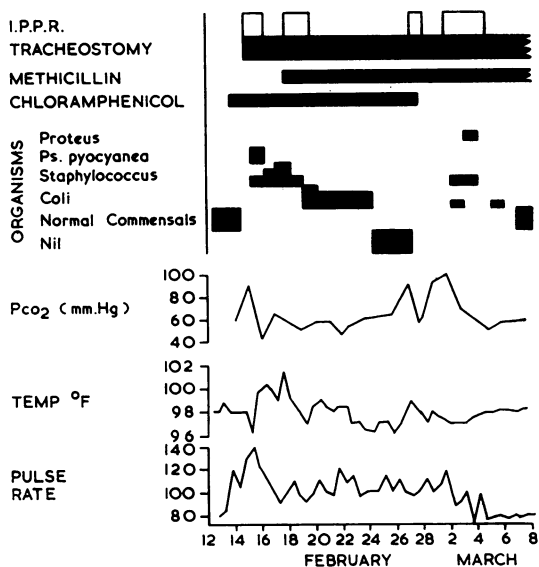 I.P.P.R.
TRACHEOSTOMY
METHICILLIN
CHLORAMPHENICOL
ORGANISMS
Proteus
Ps. pyocyanea
Staphylococcus
Coli
Normal Commensals
Nil
Pco2 (mm.Hg)
100
80
60
40
TEMP °F
102
100
98
96
PULSE
RATE
140
120
100
80
12 14 16 18 20 22 24 26 28 2 4 6 8
FEBRUARY MARCH